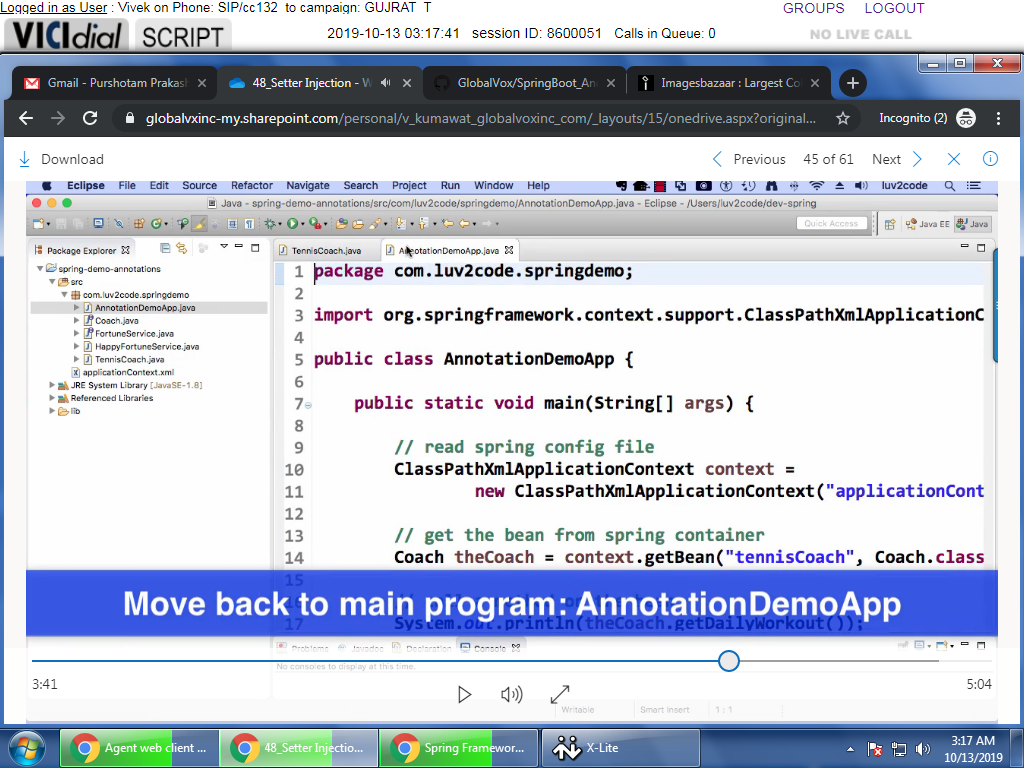 Logged in as User : Vivek on Phone: SIP/cc132 to campaign: GUJRAT_T
GROUPS LOGOUT
VICIdial SCRIPT
2019-10-13 03:17:41 session ID: 8600051 Calls in Queue: 0
NO LIVE CALL
Gmail - Purshotam Prakas
48_Setter Injection - W
GlobalVox/SpringBoot_An
Imagesbazaar : Largest Co
globalvxinc-my.sharepoint.com/personal/v_kumawat_globalvoxinc_com/_layouts/15/onedrive.aspx?original...
Incognito (2)
Download
Previous 45 of 61 Next
Eclipse File Edit Source Refactor Navigate Search Project Run Window Help
luv2code
Java - spring-demo-annotations/src/com/luv2code/springdemo/AnnotationDemoApp.java - Eclipse - /Users/luv2code/dev-spring
Quick Access
Java EE
Java
Package Explorer
TennisCoach.java
AnnotationDemoApp.java
spring-demo-annotations
src
com.luv2code.springdemo
AnnotationDemoApp.java
Coach.java
FortuneService.java
HappyFortuneService.java
TennisCoach.java
applicationContext.xml
JRE System Library [JavaSE-1.8]
Referenced Libraries
lib
1 package com.luv2code.springdemo;
2
3 import org.springframework.context.support.ClassPathXmlApplicationC
4
5 public class AnnotationDemoApp {
6
7 public static void main(String[] args) {
8
9 // read spring config file
10 ClassPathXmlApplicationContext context =
11 new ClassPathXmlApplicationContext("applicationCont
12
13 // get the bean from spring container
14 Coach theCoach = context.getBean("tennisCoach", Coach.class
15
Move back to main program: AnnotationDemoApp
17 System.out.println(theCoach.getDailyWorkout());
Problems Javadoc Declaration Console
No consoles to display at this time.
3:41
5:04
Writable
Smart Insert
1 : 1
Agent web client ...
48_Setter Injectio...
Spring Framewor...
X-Lite
3:17 AM
10/13/2019